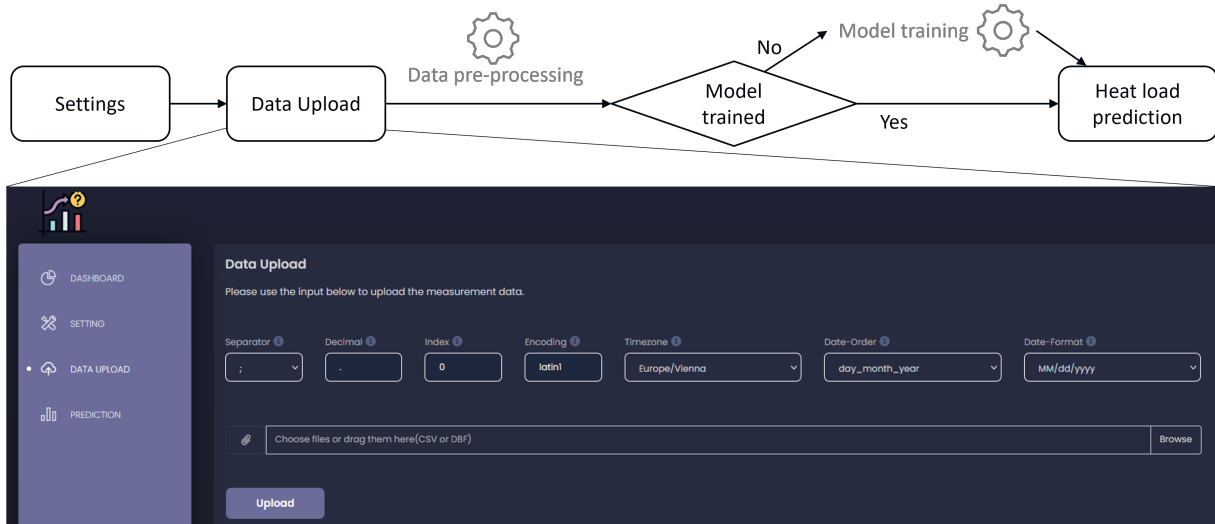 No
Model training
Data pre-processing
Settings
Data Upload
Model
trained
Yes
Heat load
prediction
?
DASHBOARD
SETTING
DATA UPLOAD
PREDICTION
Data Upload
Please use the input below to upload the measurement data.
Separator i Decimal i Index i Encoding i Timezone i Date-Order i Date-Format i
; . 0 latin1 Europe/Vienna day_month_year MM/dd/yyyy
Choose files or drag them here(CSV or DBF) Browse
Upload